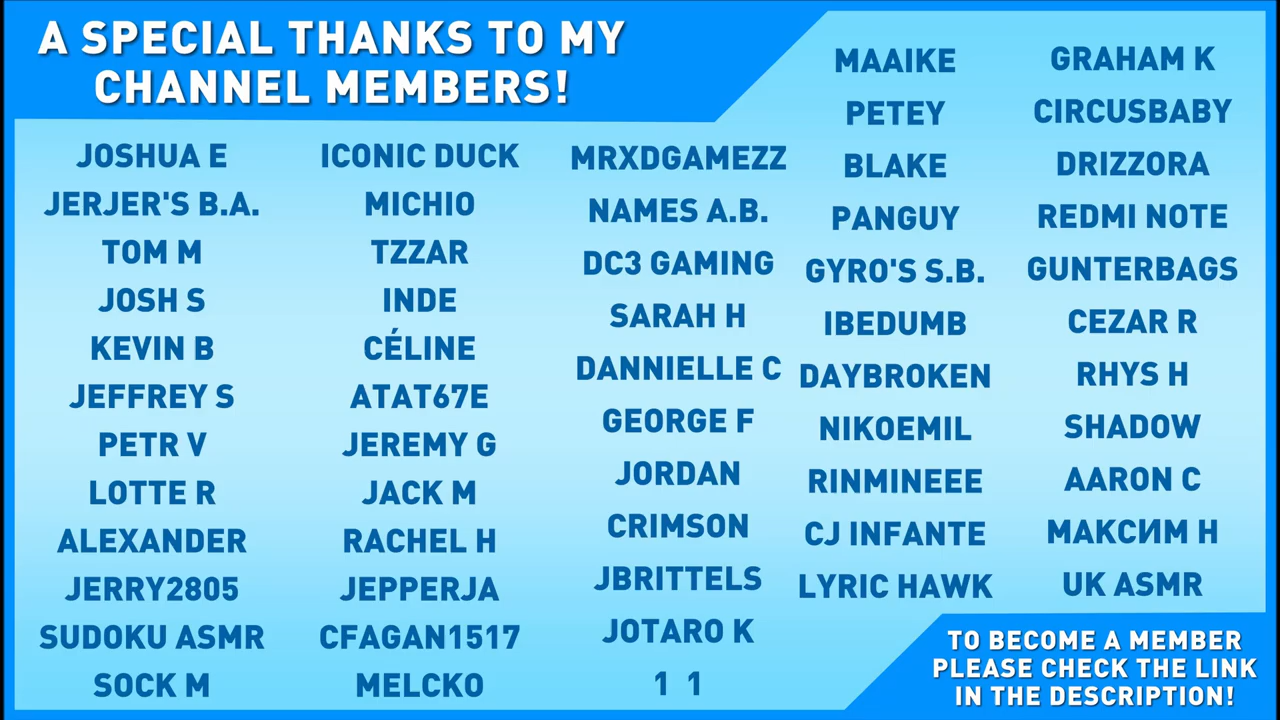 A SPECIAL THANKS TO MY
CHANNEL MEMBERS!
JOSHUA E
JERJER'S B.A.
TOM M
JOSH S
KEVIN B
JEFFREY S
PETR V
LOTTE R
ALEXANDER
JERRY2805
SUDOKU ASMR
SOCK M
ICONIC DUCK
MICHIO
TZZAR
INDE
CÉLINE
ATAT67E
JEREMY G
JACK M
RACHEL H
JEPPERJA
CFAGAN1517
MELCKO
MRXDGAMEZZ
NAMES A.B.
DC3 GAMING
SARAH H
DANNIELLE C
GEORGE F
JORDAN
CRIMSON
JBRITTELS
JOTARO K
1 1
MAAIKE
PETEY
BLAKE
PANGUY
GYRO'S S.B.
IBEDUMB
DAYBROKEN
NIKOEMIL
RINMINEEE
CJ INFANTE
LYRIC HAWK
GRAHAM K
CIRCUSBABY
DRIZZORA
REDMI NOTE
GUNTERBAGS
CEZAR R
RHYS H
SHADOW
AARON C
МАКСИМ Н
UK ASMR
TO BECOME A MEMBER
PLEASE CHECK THE LINK
IN THE DESCRIPTION!